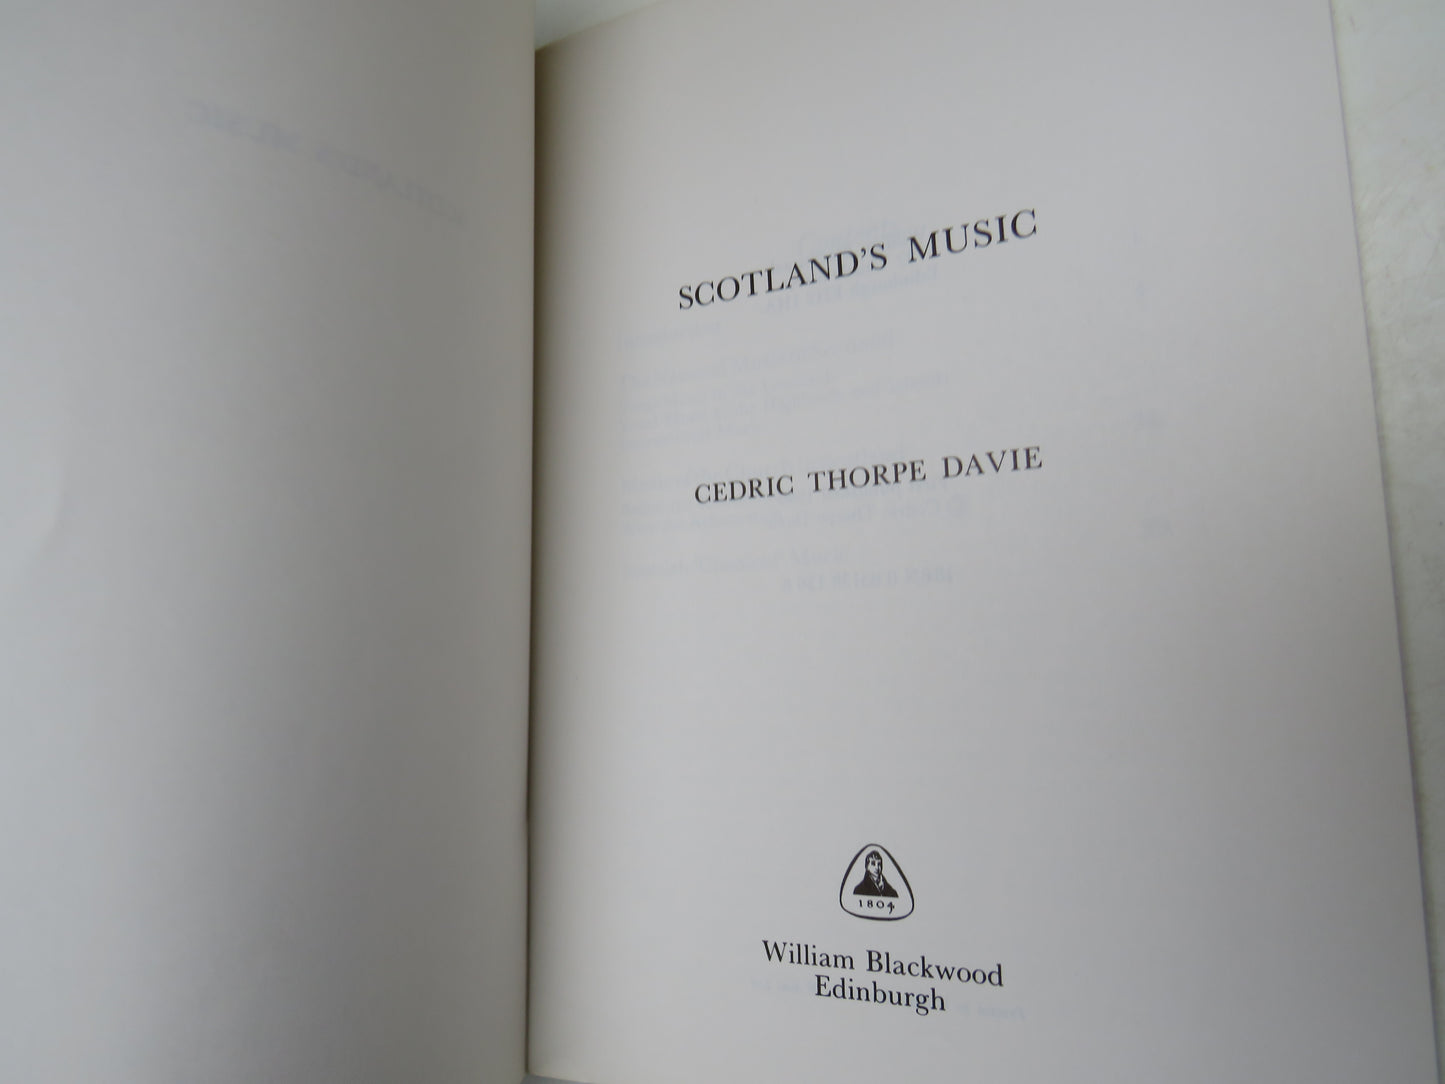 SCOTLAND'S MUSIC
CEDRIC THORPE DAVIE
1804
William Blackwood
Edinburgh